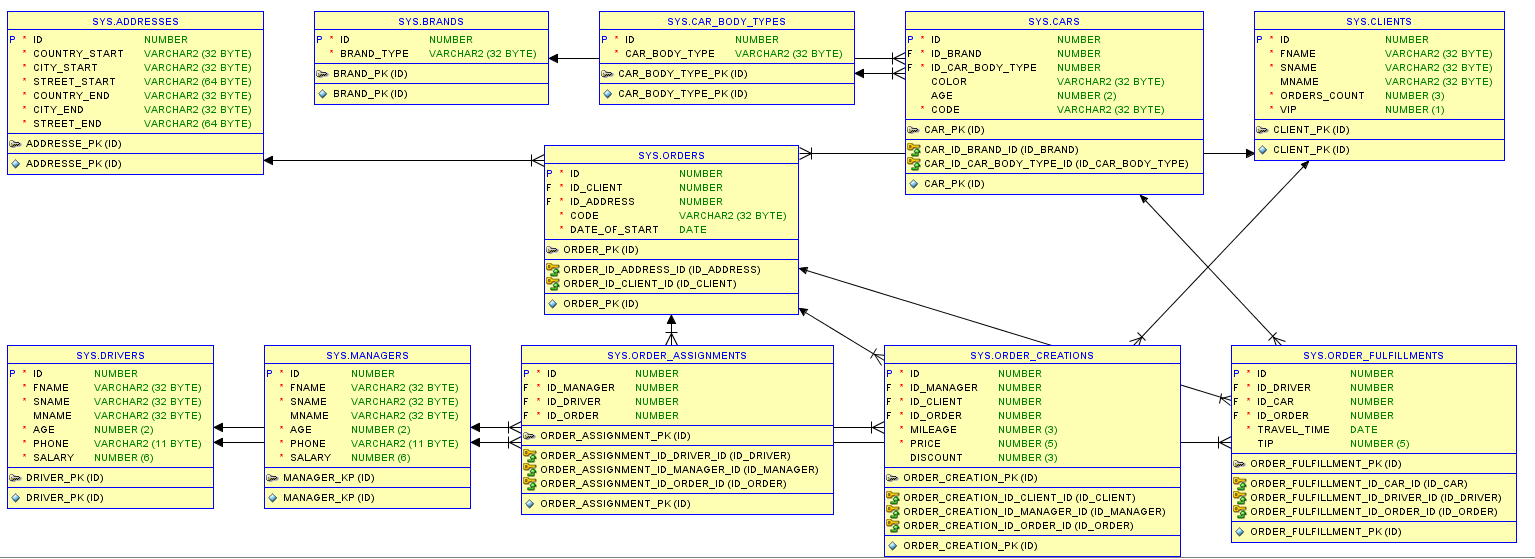 SYS.ADDRESSES
P * ID NUMBER
* COUNTRY_START VARCHAR2 (32 BYTE)
* CITY_START VARCHAR2 (32 BYTE)
* STREET_START VARCHAR2 (64 BYTE)
* COUNTRY_END VARCHAR2 (32 BYTE)
* CITY_END VARCHAR2 (32 BYTE)
* STREET_END VARCHAR2 (64 BYTE)
ADDRESSE_PK (ID)
ADDRESSE_PK (ID)
SYS.BRANDS
P * ID NUMBER
* BRAND_TYPE VARCHAR2 (32 BYTE)
BRAND_PK (ID)
BRAND_PK (ID)
SYS.CAR_BODY_TYPES
P * ID NUMBER
* CAR_BODY_TYPE VARCHAR2 (32 BYTE)
CAR_BODY_TYPE_PK (ID)
CAR_BODY_TYPE_PK (ID)
SYS.CARS
P * ID NUMBER
F * ID_BRAND NUMBER
F * ID_CAR_BODY_TYPE NUMBER
COLOR VARCHAR2 (32 BYTE)
AGE NUMBER (2)
* CODE VARCHAR2 (32 BYTE)
CAR_PK (ID)
CAR_ID_BRAND_ID (ID_BRAND)
CAR_ID_CAR_BODY_TYPE_ID (ID_CAR_BODY_TYPE)
CAR_PK (ID)
SYS.CLIENTS
P * ID NUMBER
* FNAME VARCHAR2 (32 BYTE)
* SNAME VARCHAR2 (32 BYTE)
MNAME VARCHAR2 (32 BYTE)
* ORDERS_COUNT NUMBER (3)
* VIP NUMBER (1)
CLIENT_PK (ID)
CLIENT_PK (ID)
SYS.ORDERS
P * ID NUMBER
F * ID_CLIENT NUMBER
F * ID_ADDRESS NUMBER
* CODE VARCHAR2 (32 BYTE)
* DATE_OF_START DATE
ORDER_PK (ID)
ORDER_ID_ADDRESS_ID (ID_ADDRESS)
ORDER_ID_CLIENT_ID (ID_CLIENT)
ORDER_PK (ID)
SYS.DRIVERS
P * ID NUMBER
* FNAME VARCHAR2 (32 BYTE)
* SNAME VARCHAR2 (32 BYTE)
MNAME VARCHAR2 (32 BYTE)
* AGE NUMBER (2)
* PHONE VARCHAR2 (11 BYTE)
* SALARY NUMBER (6)
DRIVER_PK (ID)
DRIVER_PK (ID)
SYS.MANAGERS
P * ID NUMBER
* FNAME VARCHAR2 (32 BYTE)
* SNAME VARCHAR2 (32 BYTE)
MNAME VARCHAR2 (32 BYTE)
* AGE NUMBER (2)
* PHONE VARCHAR2 (11 BYTE)
* SALARY NUMBER (6)
MANAGER_KP (ID)
MANAGER_PK (ID)
SYS.ORDER_ASSIGNMENTS
P * ID NUMBER
F * ID_MANAGER NUMBER
F * ID_DRIVER NUMBER
F * ID_ORDER NUMBER
ORDER_ASSIGNMENT_PK (ID)
ORDER_ASSIGNMENT_ID_DRIVER_ID (ID_DRIVER)
ORDER_ASSIGNMENT_ID_MANAGER_ID (ID_MANAGER)
ORDER_ASSIGNMENT_ID_ORDER_ID (ID_ORDER)
ORDER_ASSIGNMENT_PK (ID)
SYS.ORDER_CREATIONS
P * ID NUMBER
F * ID_MANAGER NUMBER
F * ID_CLIENT NUMBER
F * ID_ORDER NUMBER
* MILEAGE NUMBER (3)
* PRICE NUMBER (5)
DISCOUNT NUMBER (3)
ORDER_CREATION_PK (ID)
ORDER_CREATION_ID_CLIENT_ID (ID_CLIENT)
ORDER_CREATION_ID_MANAGER_ID (ID_MANAGER)
ORDER_CREATION_ID_ORDER_ID (ID_ORDER)
ORDER_CREATION_PK (ID)
SYS.ORDER_FULFILLMENTS
P * ID NUMBER
F * ID_DRIVER NUMBER
F * ID_CAR NUMBER
F * ID_ORDER NUMBER
* TRAVEL_TIME DATE
TIP NUMBER (5)
ORDER_FULFILLMENT_PK (ID)
ORDER_FULFILLMENT_ID_CAR_ID (ID_CAR)
ORDER_FULFILLMENT_ID_DRIVER_ID (ID_DRIVER)
ORDER_FULFILLMENT_ID_ORDER_ID (ID_ORDER)
ORDER_FULFILLMENT_PK (ID)